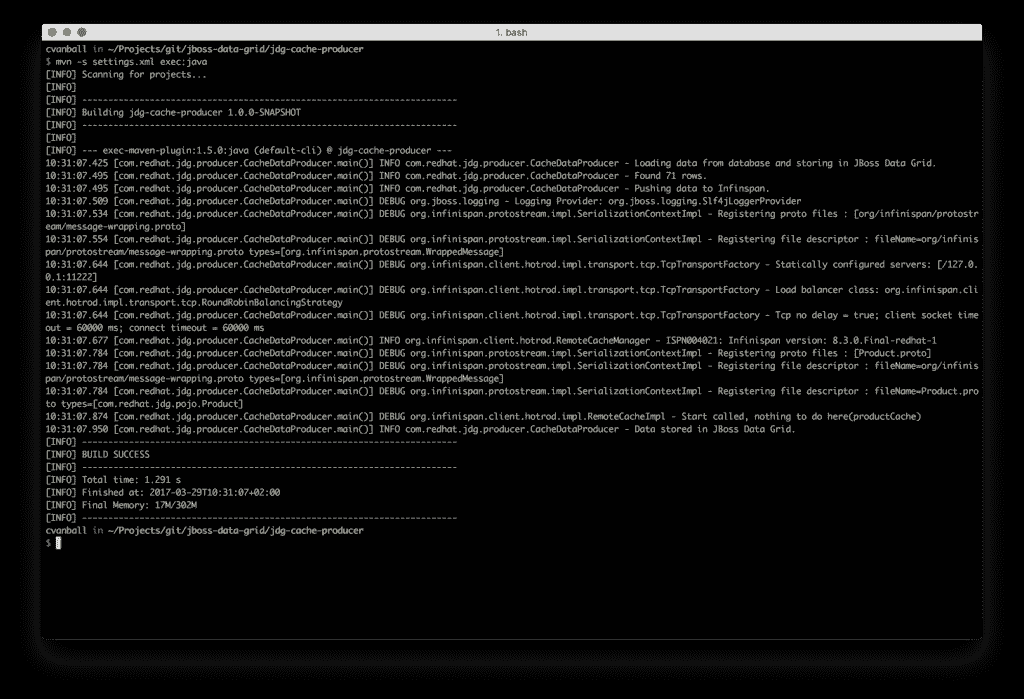 1. bash
cvanball in ~/Projects/git/jboss-data-grid/jdg-cache-producer
$ mvn -s settings.xml exec:java
[INFO] Scanning for projects...
[INFO]
[INFO] ------------------------------------------------------------------------
[INFO] Building jdg-cache-producer 1.0.0-SNAPSHOT
[INFO] ------------------------------------------------------------------------
[INFO]
[INFO] --- exec-maven-plugin:1.5.0:java (default-cli) @ jdg-cache-producer ---
10:31:07.425 [com.redhat.jdg.producer.CacheDataProducer.main()] INFO com.redhat.jdg.producer.CacheDataProducer - Loading data from database and storing in JBoss Data Grid.
10:31:07.495 [com.redhat.jdg.producer.CacheDataProducer.main()] INFO com.redhat.jdg.producer.CacheDataProducer - Found 71 rows.
10:31:07.495 [com.redhat.jdg.producer.CacheDataProducer.main()] INFO com.redhat.jdg.producer.CacheDataProducer - Pushing data to Infinspan.
10:31:07.509 [com.redhat.jdg.producer.CacheDataProducer.main()] DEBUG org.jboss.logging - Logging Provider: org.jboss.logging.Slf4jLoggerProvider
10:31:07.534 [com.redhat.jdg.producer.CacheDataProducer.main()] DEBUG org.infinispan.protostream.impl.SerializationContextImpl - Registering proto files : [org/infinispan/protostr
eam/message-wrapping.proto]
10:31:07.554 [com.redhat.jdg.producer.CacheDataProducer.main()] DEBUG org.infinispan.protostream.impl.SerializationContextImpl - Registering file descriptor : fileName=org/infinis
pan/protostream/message-wrapping.proto types=[org.infinispan.protostream.WrappedMessage]
10:31:07.644 [com.redhat.jdg.producer.CacheDataProducer.main()] DEBUG org.infinispan.client.hotrod.impl.transport.tcp.TcpTransportFactory - Statically configured servers: [/127.0.
0.1:11222]
10:31:07.644 [com.redhat.jdg.producer.CacheDataProducer.main()] DEBUG org.infinispan.client.hotrod.impl.transport.tcp.TcpTransportFactory - Load balancer class: org.infinispan.cli
ent.hotrod.impl.transport.tcp.RoundRobinBalancingStrategy
10:31:07.644 [com.redhat.jdg.producer.CacheDataProducer.main()] DEBUG org.infinispan.client.hotrod.impl.transport.tcp.TcpTransportFactory - Tcp no delay = true; client socket time
out = 60000 ms; connect timeout = 60000 ms
10:31:07.677 [com.redhat.jdg.producer.CacheDataProducer.main()] INFO org.infinispan.client.hotrod.RemoteCacheManager - ISPN004021: Infinispan version: 8.3.0.Final-redhat-1
10:31:07.784 [com.redhat.jdg.producer.CacheDataProducer.main()] DEBUG org.infinispan.protostream.impl.SerializationContextImpl - Registering proto files : [Product.proto]
10:31:07.784 [com.redhat.jdg.producer.CacheDataProducer.main()] DEBUG org.infinispan.protostream.impl.SerializationContextImpl - Registering file descriptor : fileName=org/infinis
pan/protostream/message-wrapping.proto types=[org.infinispan.protostream.WrappedMessage]
10:31:07.784 [com.redhat.jdg.producer.CacheDataProducer.main()] DEBUG org.infinispan.protostream.impl.SerializationContextImpl - Registering file descriptor : fileName=Product.pro
to types=[com.redhat.jdg.pojo.Product]
10:31:07.874 [com.redhat.jdg.producer.CacheDataProducer.main()] DEBUG org.infinispan.client.hotrod.impl.RemoteCacheImpl - Start called, nothing to do here(productCache)
10:31:07.950 [com.redhat.jdg.producer.CacheDataProducer.main()] INFO com.redhat.jdg.producer.CacheDataProducer - Data stored in JBoss Data Grid.
[INFO] ------------------------------------------------------------------------
[INFO] BUILD SUCCESS
[INFO] ------------------------------------------------------------------------
[INFO] Total time: 1.291 s
[INFO] Finished at: 2017-03-29T10:31:07+02:00
[INFO] Final Memory: 17M/302M
[INFO] ------------------------------------------------------------------------
cvanball in ~/Projects/git/jboss-data-grid/jdg-cache-producer
$